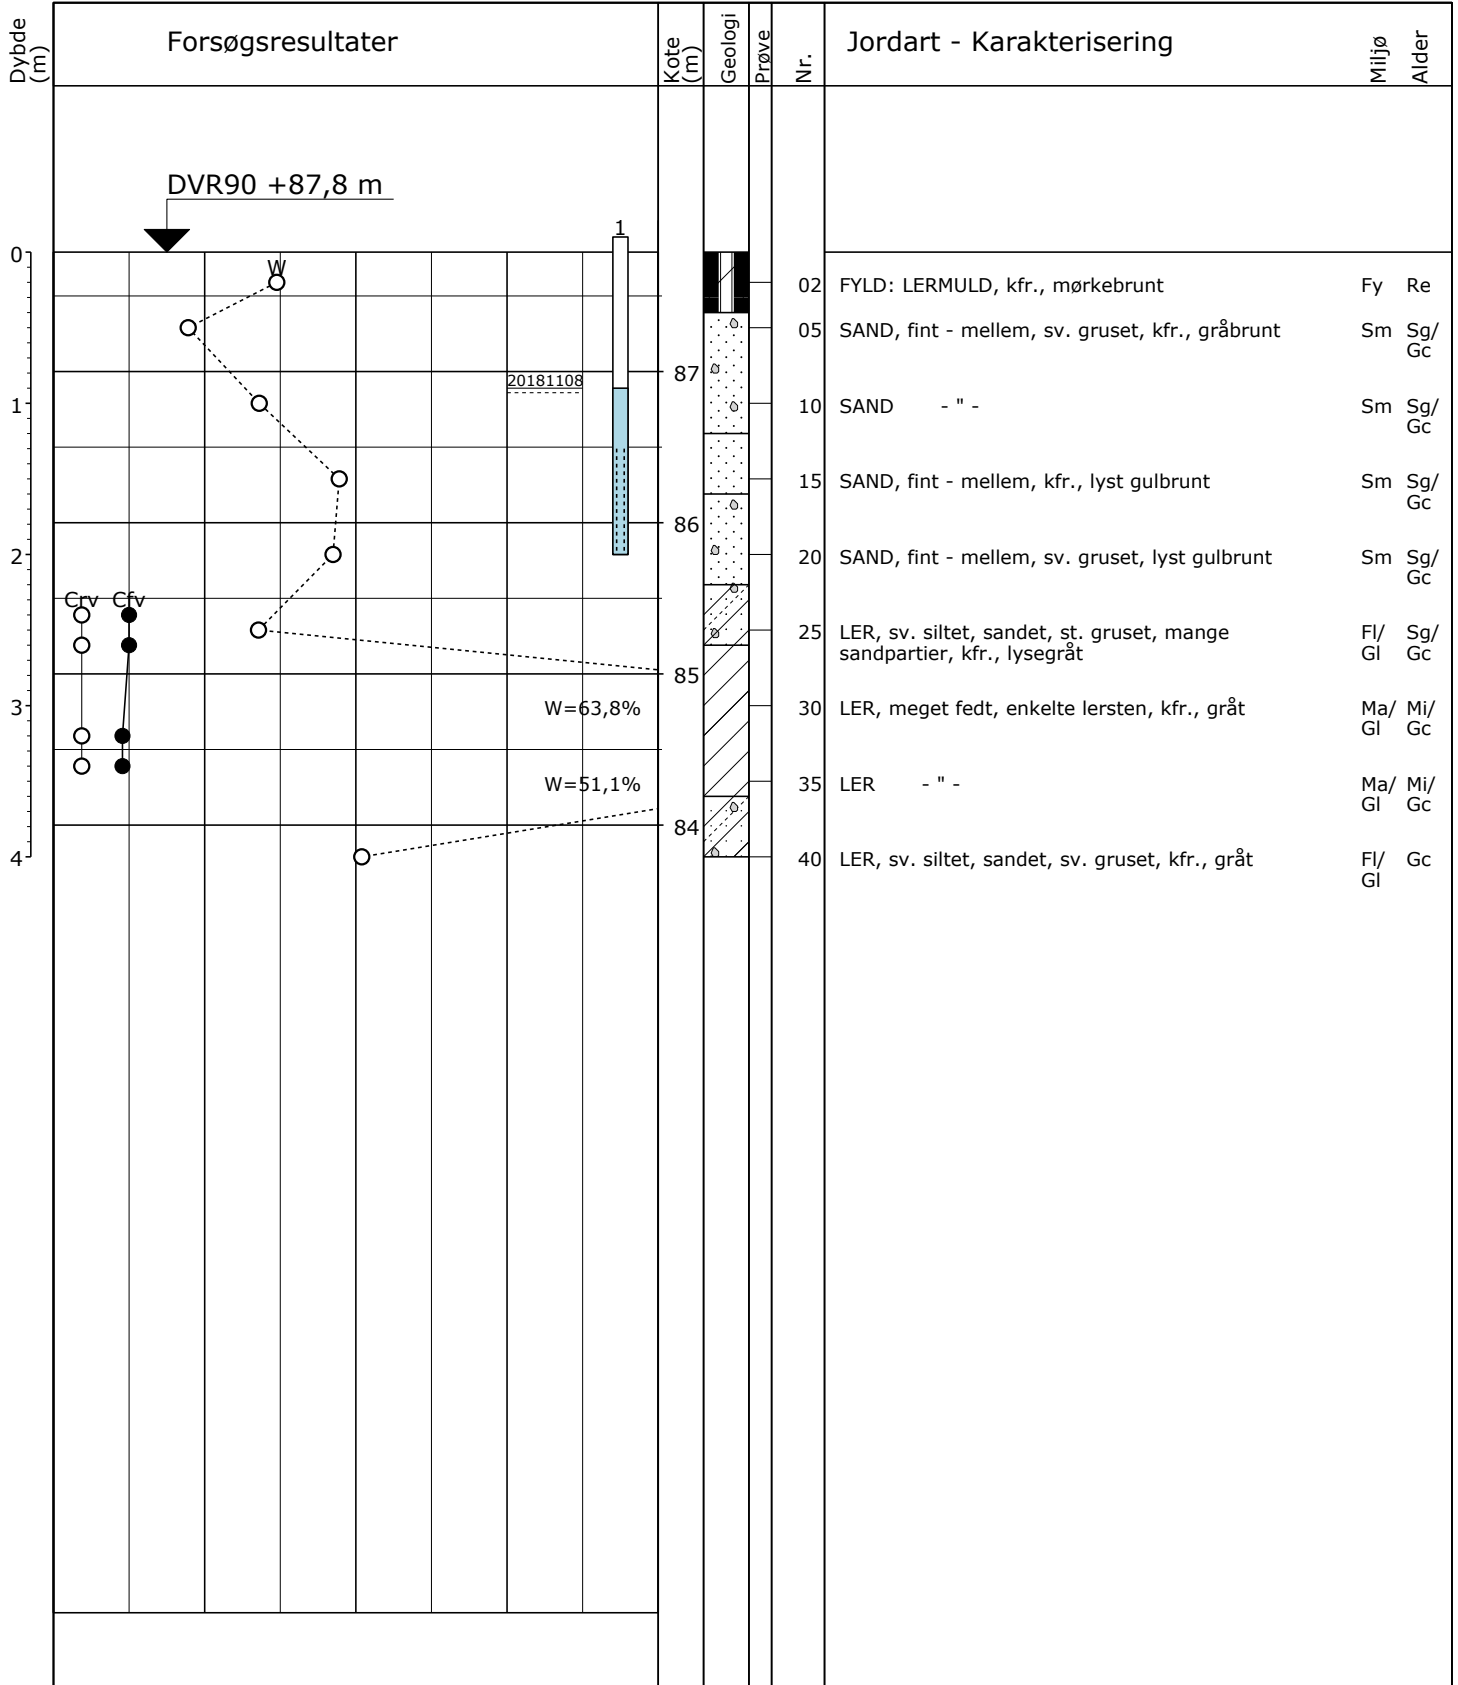 Dybde (m)
Forsøgsresultater
Kote (m)
Geologi
Prøve
Nr.
Jordart - Karakterisering
Miljø
Alder
DVR90 +87,8 m
1
0
W
02 FYLD: LERMULD, kfr., mørkebrunt Fy Re
05 SAND, fint - mellem, sv. gruset, kfr., gråbrunt Sm Sg/
Gc
87
20181108
1
10 SAND - " - Sm Sg/
Gc
15 SAND, fint - mellem, kfr., lyst gulbrunt Sm Sg/
Gc
86
2
20 SAND, fint - mellem, sv. gruset, lyst gulbrunt Sm Sg/
Gc
Crv Cfv
25 LER, sv. siltet, sandet, st. gruset, mange Fl/ Sg/
sandpartier, kfr., lysegråt Gl Gc
85
3
W=63,8%
30 LER, meget fedt, enkelte lersten, kfr., gråt Ma/ Mi/
Gl Gc
W=51,1%
35 LER - " - Ma/ Mi/
Gl Gc
84
4
40 LER, sv. siltet, sandet, sv. gruset, kfr., gråt Fl/ Gc
Gl